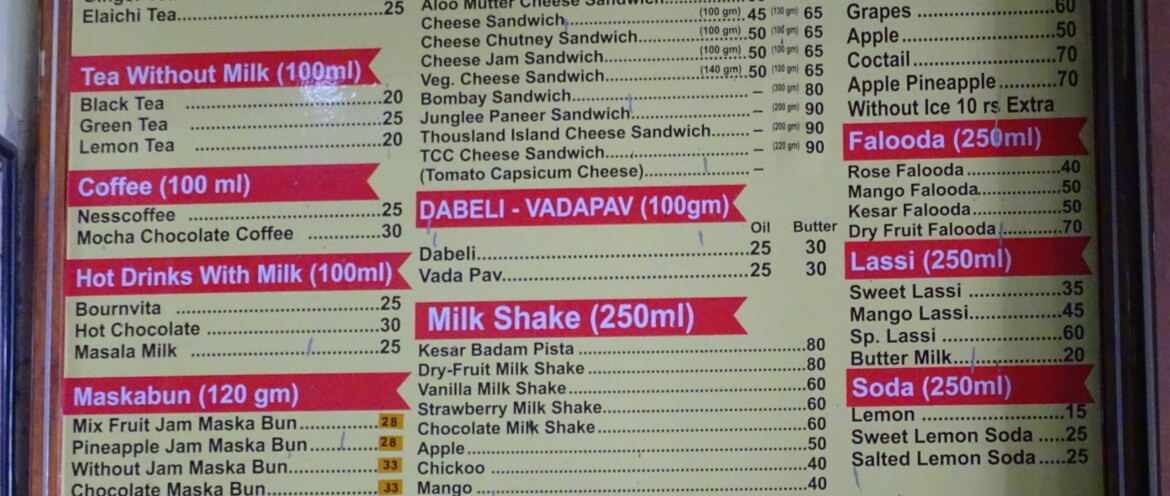 Elaichi Tea 25
Tea Without Milk (100ml)
Black Tea 20
Green Tea 25
Lemon Tea 20
Coffee (100 ml)
Nesscoffee 25
Mocha Chocolate Coffee 30
Hot Drinks With Milk (100ml)
Bournvita 25
Hot Chocolate 30
Masala Milk 25
Maskabun (120 gm)
Mix Fruit Jam Maska Bun 28
Pineapple Jam Maska Bun 28
Without Jam Maska Bun 33
Chocolate Maska Bun 33
Aloo Mutter Cheese Sandwich
Cheese Sandwich (100 gm) 45 (130 gm) 65
Cheese Chutney Sandwich (100 gm) 50 (100 gm) 65
Cheese Jam Sandwich (100 gm) 50 (100 gm) 65
Veg. Cheese Sandwich (140 gm) 50 (100 gm) 65
Bombay Sandwich – (300 gm) 80
Junglee Paneer Sandwich – (200 gm) 90
Thousland Island Cheese Sandwich – (200 gm) 90
TCC Cheese Sandwich – (220 gm) 90
(Tomato Capsicum Cheese) –
DABELI - VADAPAV (100gm)
Oil Butter
Dabeli 25 30
Vada Pav 25 30
Milk Shake (250ml)
Kesar Badam Pista 80
Dry-Fruit Milk Shake 80
Vanilla Milk Shake 60
Strawberry Milk Shake 60
Chocolate Milk Shake 60
Apple 50
Chickoo 40
Mango 40
Grapes 60
Apple 50
Coctail 70
Apple Pineapple 70
Without Ice 10 rs Extra
Falooda (250ml)
Rose Falooda 40
Mango Falooda 50
Kesar Falooda 50
Dry Fruit Falooda 70
Lassi (250ml)
Sweet Lassi 35
Mango Lassi 45
Sp. Lassi 60
Butter Milk 20
Soda (250ml)
Lemon 15
Sweet Lemon Soda 25
Salted Lemon Soda 25